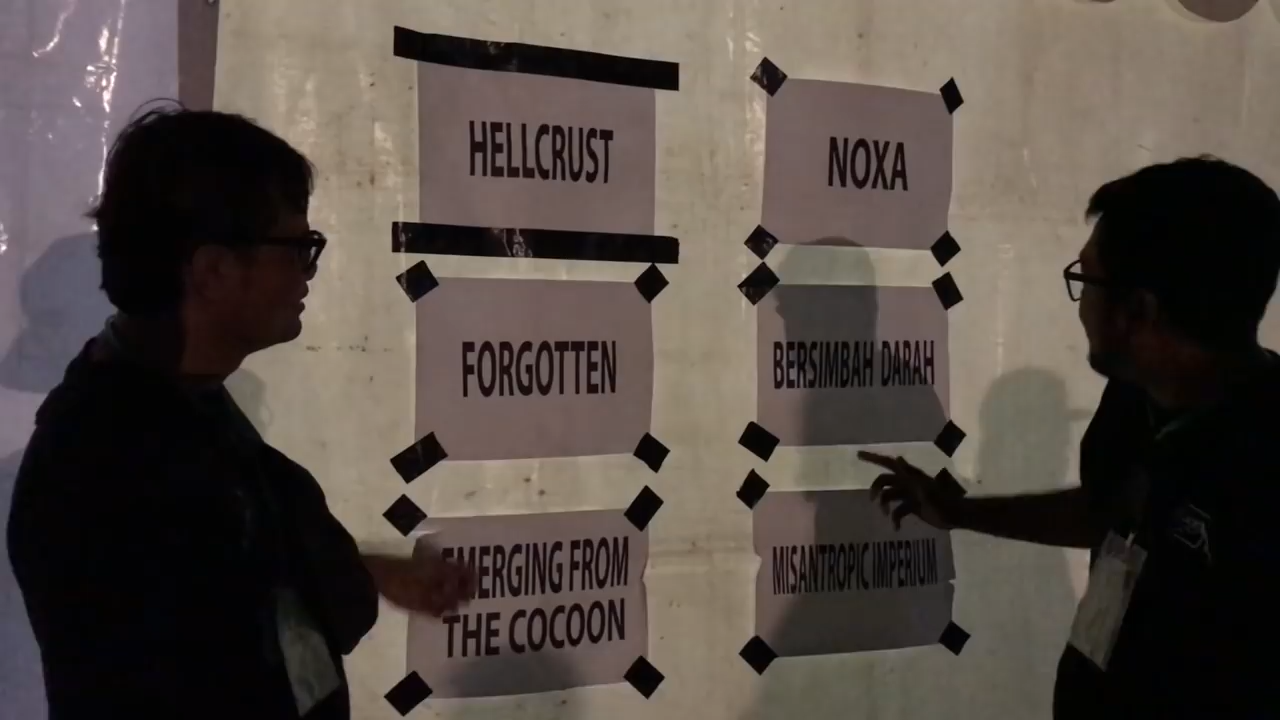 HELLCRUST
FORGOTTEN
EMERGING FROM
THE COCOON
NOXA
BERSIMBAH DARAH
MISANTROPIC IMPERIUM